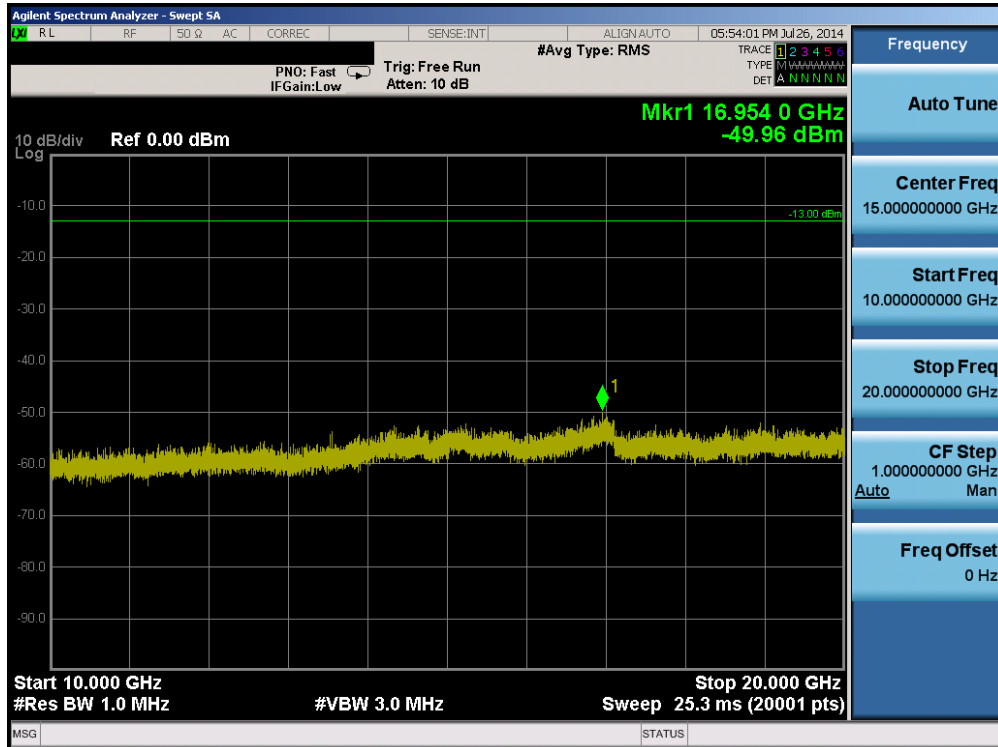 Agilent Spectrum Analyzer - Swept SA
LXI RL RF 50 Ω AC CORREC SENSE:INT ALIGN AUTO 05:54:01 PM Jul 26, 2014
#Avg Type: RMS
TRACE 1 2 3 4 5 6
PNO: Fast Trig: Free Run
TYPE M
IFGain:Low Atten: 10 dB
DET A N N N N N
Mkr1 16.954 0 GHz
-49.96 dBm
10 dB/div Ref 0.00 dBm
Log
-10.0
-13.00 dBm
-20.0
-30.0
-40.0
1
-50.0
-60.0
-70.0
-80.0
-90.0
Start 10.000 GHz Stop 20.000 GHz
#Res BW 1.0 MHz #VBW 3.0 MHz Sweep 25.3 ms (20001 pts)
MSG STATUS
Frequency
Auto Tune
Center Freq
15.000000000 GHz
Start Freq
10.000000000 GHz
Stop Freq
20.000000000 GHz
CF Step
1.000000000 GHz
Auto Man
Freq Offset
0 Hz